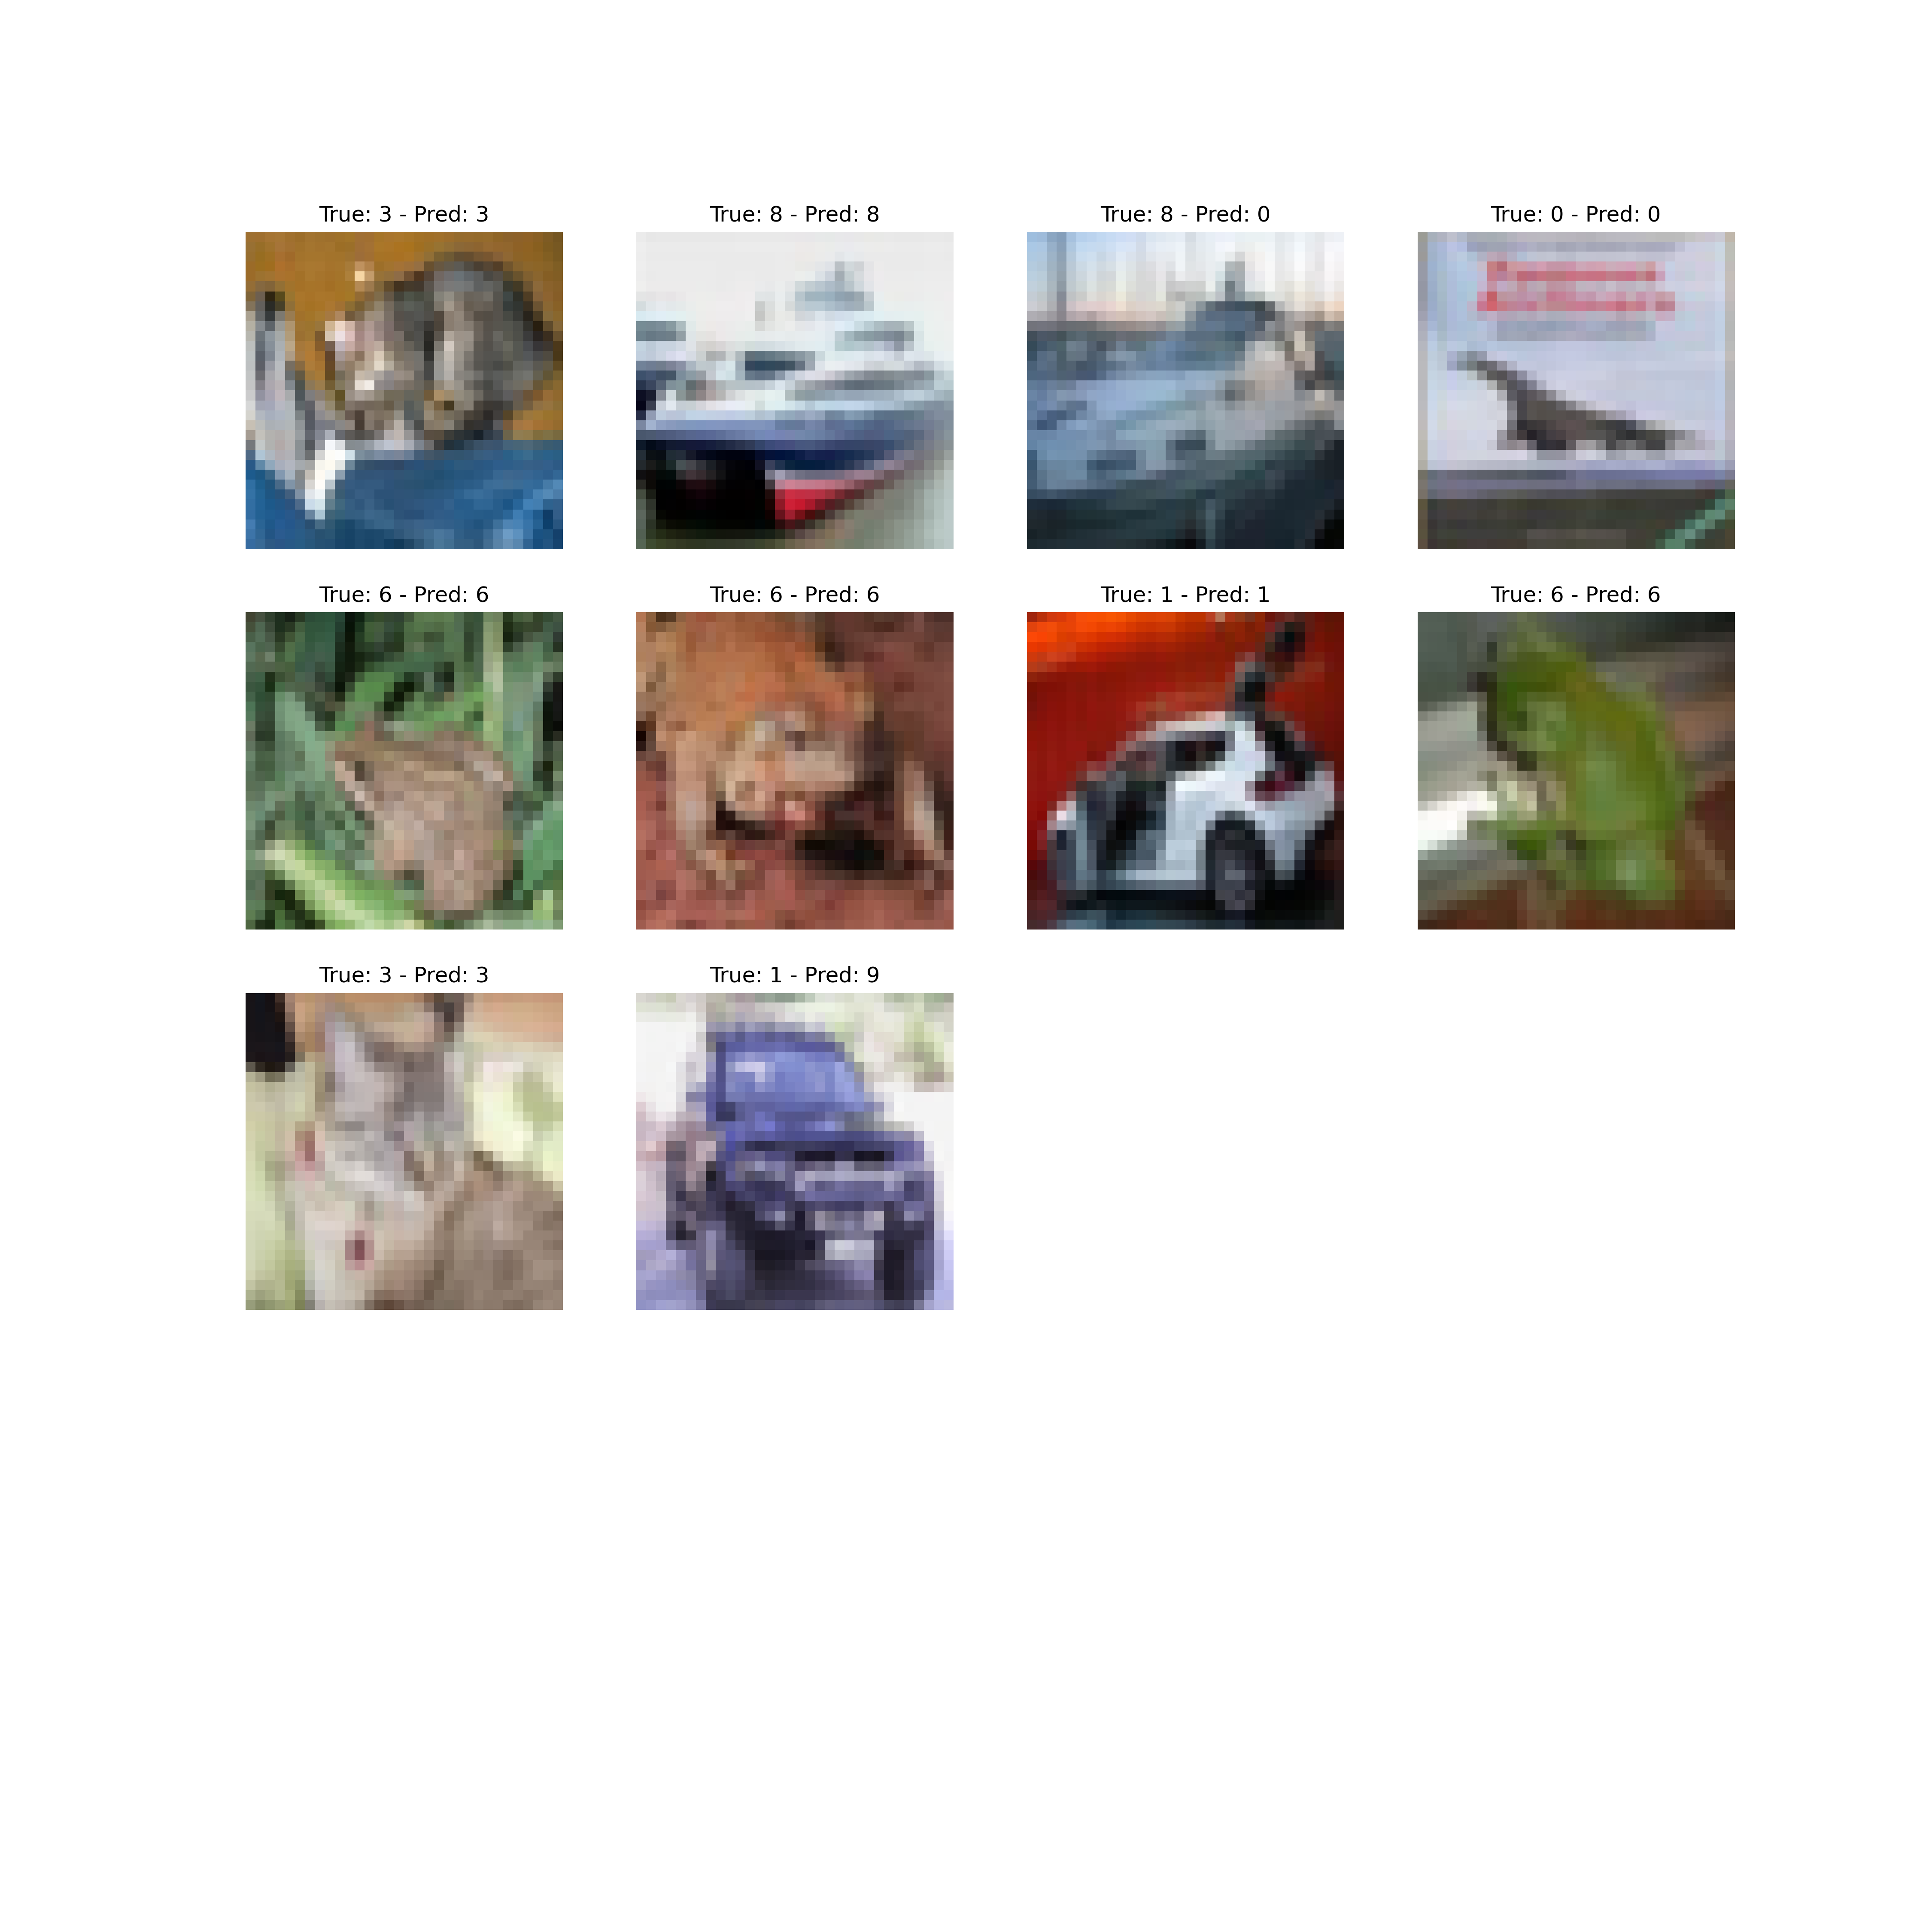 True: 3 - Pred: 3
True: 8 - Pred: 8
True: 8 - Pred: 0
True: 0 - Pred: 0
True: 6 - Pred: 6
True: 6 - Pred: 6
True: 1 - Pred: 1
True: 6 - Pred: 6
True: 3 - Pred: 3
True: 1 - Pred: 9